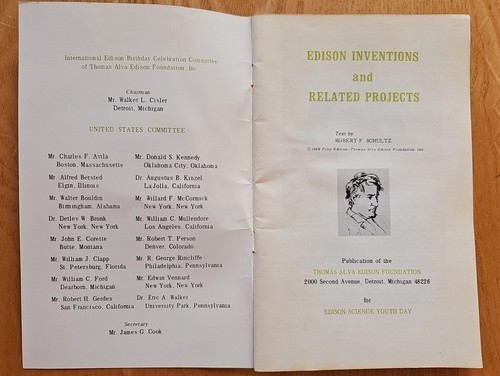 International Edison Birthday Celebration Committee
of Thomas Alva Edison Foundation, Inc.
Chairman
Mr. Walker L. Cisler
Detroit, Michigan
UNITED STATES COMMITTEE
Mr. Charles F. Avila
Boston, Massachusetts
Mr. Alfred Bersted
Elgin, Illinois
Mr. Walter Bouldin
Birmingham, Alabama
Dr. Detlev W. Bronk
New York, New York
Mr. John E. Corette
Butte, Montana
Mr. William J. Clapp
St. Petersburg, Florida
Mr. William C. Ford
Dearborn, Michigan
Mr. Robert H. Gerdes
San Francisco, California
Mr. Donald S. Kennedy
Oklahoma City, Oklahoma
Dr. Augustus B. Kinzel
LaJolla, California
Mr. Willard F. McCormick
New York, New York
Mr. William C. Mullendore
Los Angeles, California
Mr. Robert T. Person
Denver, Colorado
Mr. R. George Rincliffe
Philadelphia, Pennsylvania
Mr. Edwin Vennard
New York, New York
Dr. Eric A. Walker
University Park, Pennsylvania
Secretary
Mr. James G. Cook
EDISON INVENTIONS
and
RELATED PROJECTS
Text by
ROBERT F. SCHULTZ
Edition, Thomas Alva Edison Foundation, Inc.
Publication of the
THOMAS ALVA EDISON FOUNDATION
2000 Second Avenue, Detroit, Michigan 48226
for
EDISON SCIENCE YOUTH DAY